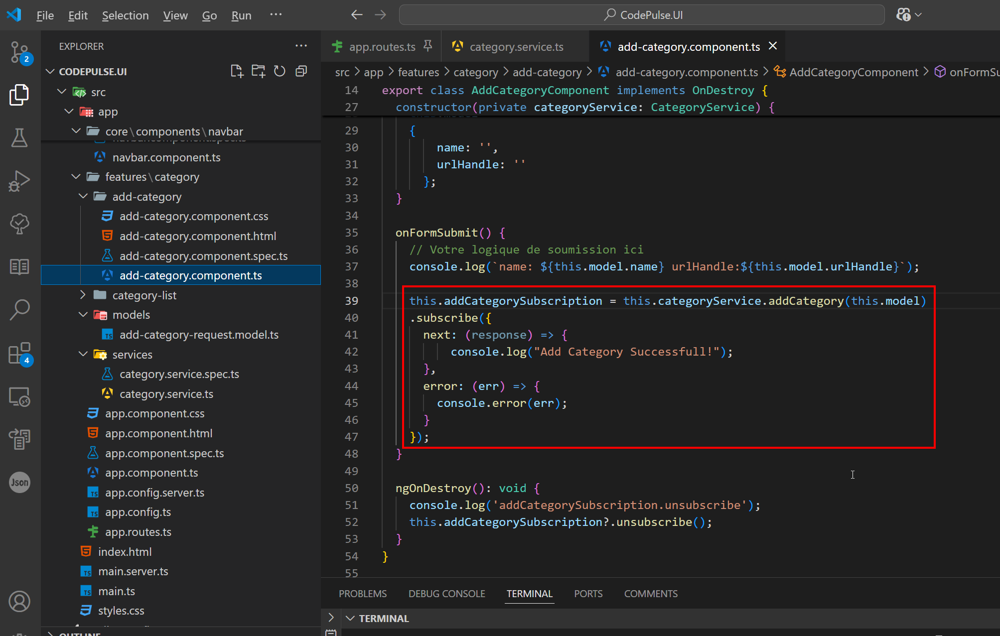 File Edit Selection View Go Run ···
CodePulse.UI
EXPLORER
2
CODEPULSE.UI
src
app
core\components\navbar
navbar.component.ts
features\category
add-category
add-category.component.css
add-category.component.html
add-category.component.spec.ts
add-category.component.ts
category-list
models
add-category-request.model.ts
services
category.service.spec.ts
category.service.ts
app.component.css
app.component.html
app.component.spec.ts
app.component.ts
app.config.server.ts
app.config.ts
app.routes.ts
index.html
main.server.ts
main.ts
styles.css
OUTLINE
4
Json
app.routes.ts category.service.ts add-category.component.ts
src > app > features > category > add-category > add-category.component.ts > AddCategoryComponent > onFormSu
14 export class AddCategoryComponent implements OnDestroy {
27 constructor(private categoryService: CategoryService) {
29 {
30 name: '',
31 urlHandle: ''
32 };
33 }
34
35 onFormSubmit() {
36 // Votre logique de soumission ici
37 console.log(`name: ${this.model.name} urlHandle:${this.model.urlHandle}`);
38
39 this.addCategorySubscription = this.categoryService.addCategory(this.model)
40 .subscribe({
41 next: (response) => {
42 console.log("Add Category Successfull!");
43 },
44 error: (err) => {
45 console.error(err);
46 }
47 });
48 }
49
50 ngOnDestroy(): void {
51 console.log('addCategorySubscription.unsubscribe');
52 this.addCategorySubscription?.unsubscribe();
53 }
54 }
55
PROBLEMS DEBUG CONSOLE TERMINAL PORTS COMMENTS
TERMINAL